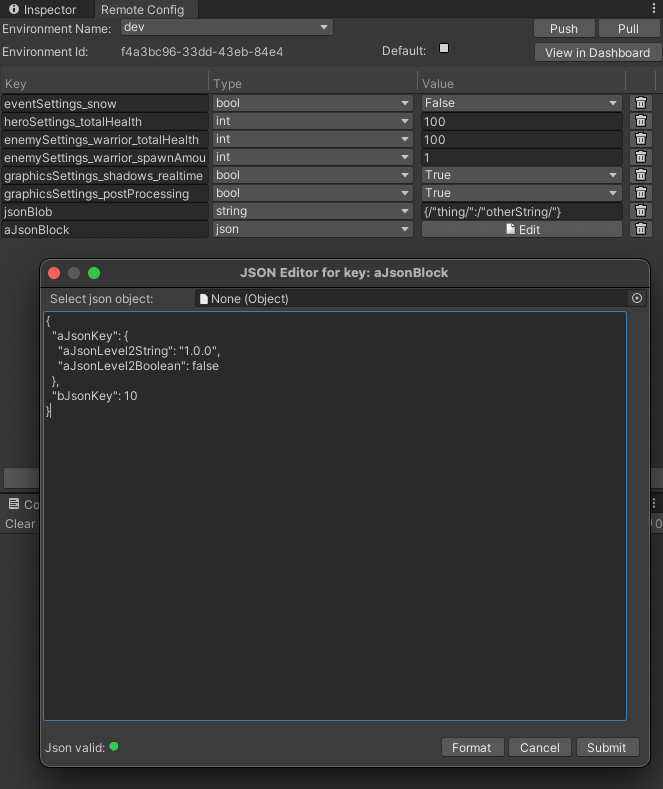 Inspector Remote Config
Environment Name: dev Push Pull
Environment Id: f4a3bc96-33dd-43eb-84e4 Default: View in Dashboard
Key Type Value
eventSettings_snow bool False
heroSettings_totalHealth int 100
enemySettings_warrior_totalHealth int 100
enemySettings_warrior_spawnAmou int 1
graphicsSettings_shadows_realtime bool True
graphicsSettings_postProcessing bool True
jsonBlob string {/"thing/":/"otherString/"}
aJsonBlock json Edit
JSON Editor for key: aJsonBlock
Select json object: None (Object)
{
"aJsonKey": {
"aJsonLevel2String": "1.0.0",
"aJsonLevel2Boolean": false
},
"bJsonKey": 10
}
Co
Clear 0
Json valid: Format Cancel Submit